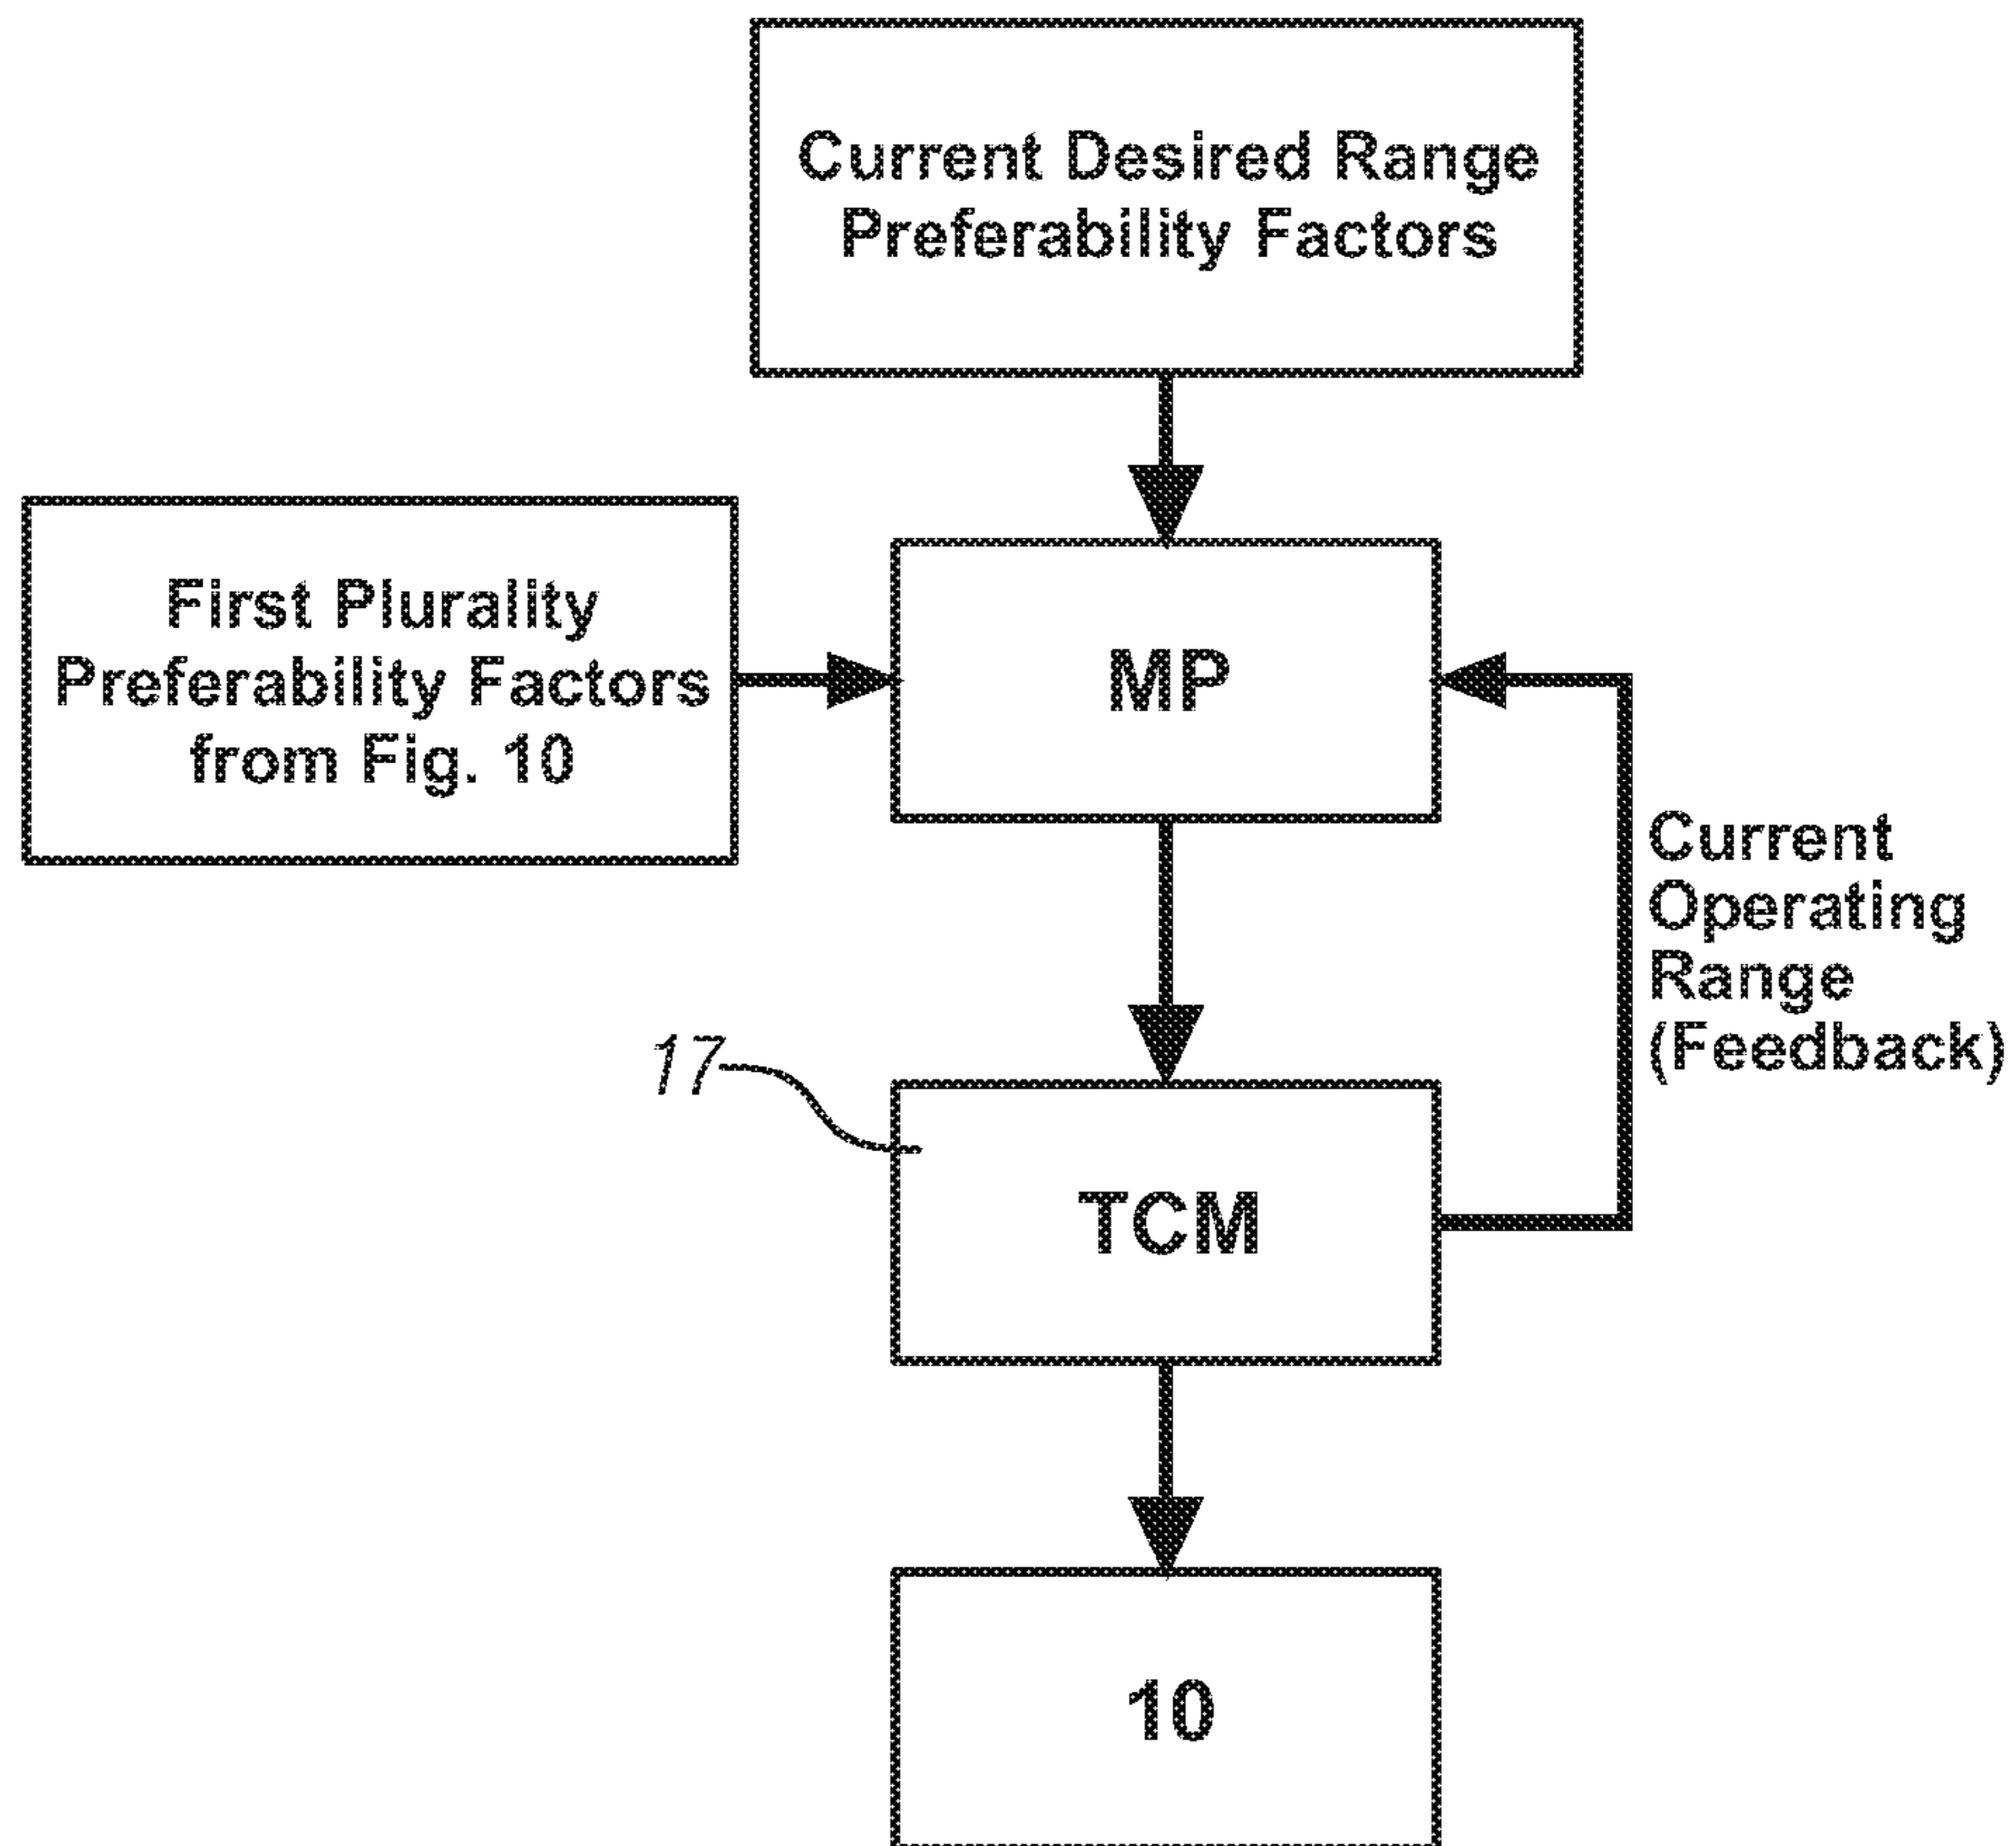 Current Desired Range
Preferability Factors
First Plurality
Preferability Factors
from Fig. 10
MP
Current
Operating
Range
(Feedback)
17
TCM
10